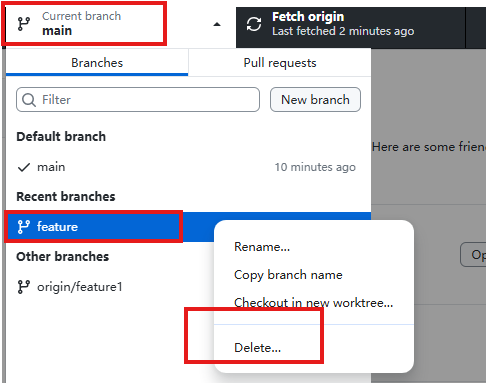 Current branch
main
Fetch origin
Last fetched 2 minutes ago
Branches
Pull requests
Filter
New branch
Default branch
main
10 minutes ago
Here are some frien
Recent branches
feature
Rename...
Other branches
Op
Copy branch name
origin/feature1
Checkout in new worktree...
Delete...